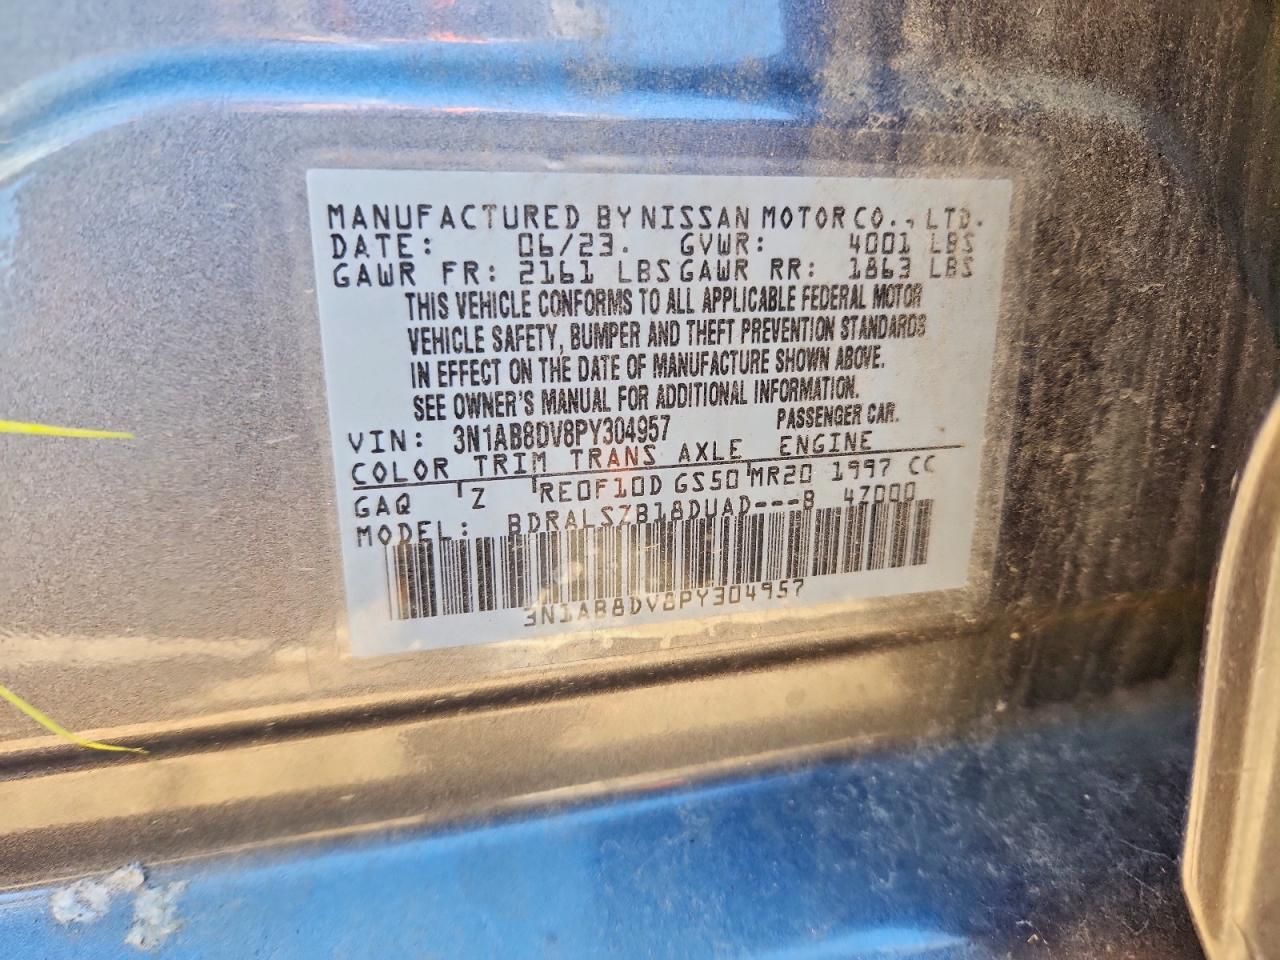 MANUFACTURED BY NISSAN MOTOR CO., LTD.
DATE: 06/23. GVWR: 4001 LBS
GAWR FR: 2161 LBS GAWR RR: 1863 LBS
THIS VEHICLE CONFORMS TO ALL APPLICABLE FEDERAL MOTOR
VEHICLE SAFETY, BUMPER AND THEFT PREVENTION STANDARDS
IN EFFECT ON THE DATE OF MANUFACTURE SHOWN ABOVE.
SEE OWNER'S MANUAL FOR ADDITIONAL INFORMATION.
VIN: 3N1AB8DV8PY304957 PASSENGER CAR.
COLOR TRIM TRANS AXLE ENGINE
GAQ Z RE0F10D GS50 MR20 1997 CC
MODEL: BDRALSZB18DUAD---B 4Z000
3N1AB8DV8PY304957